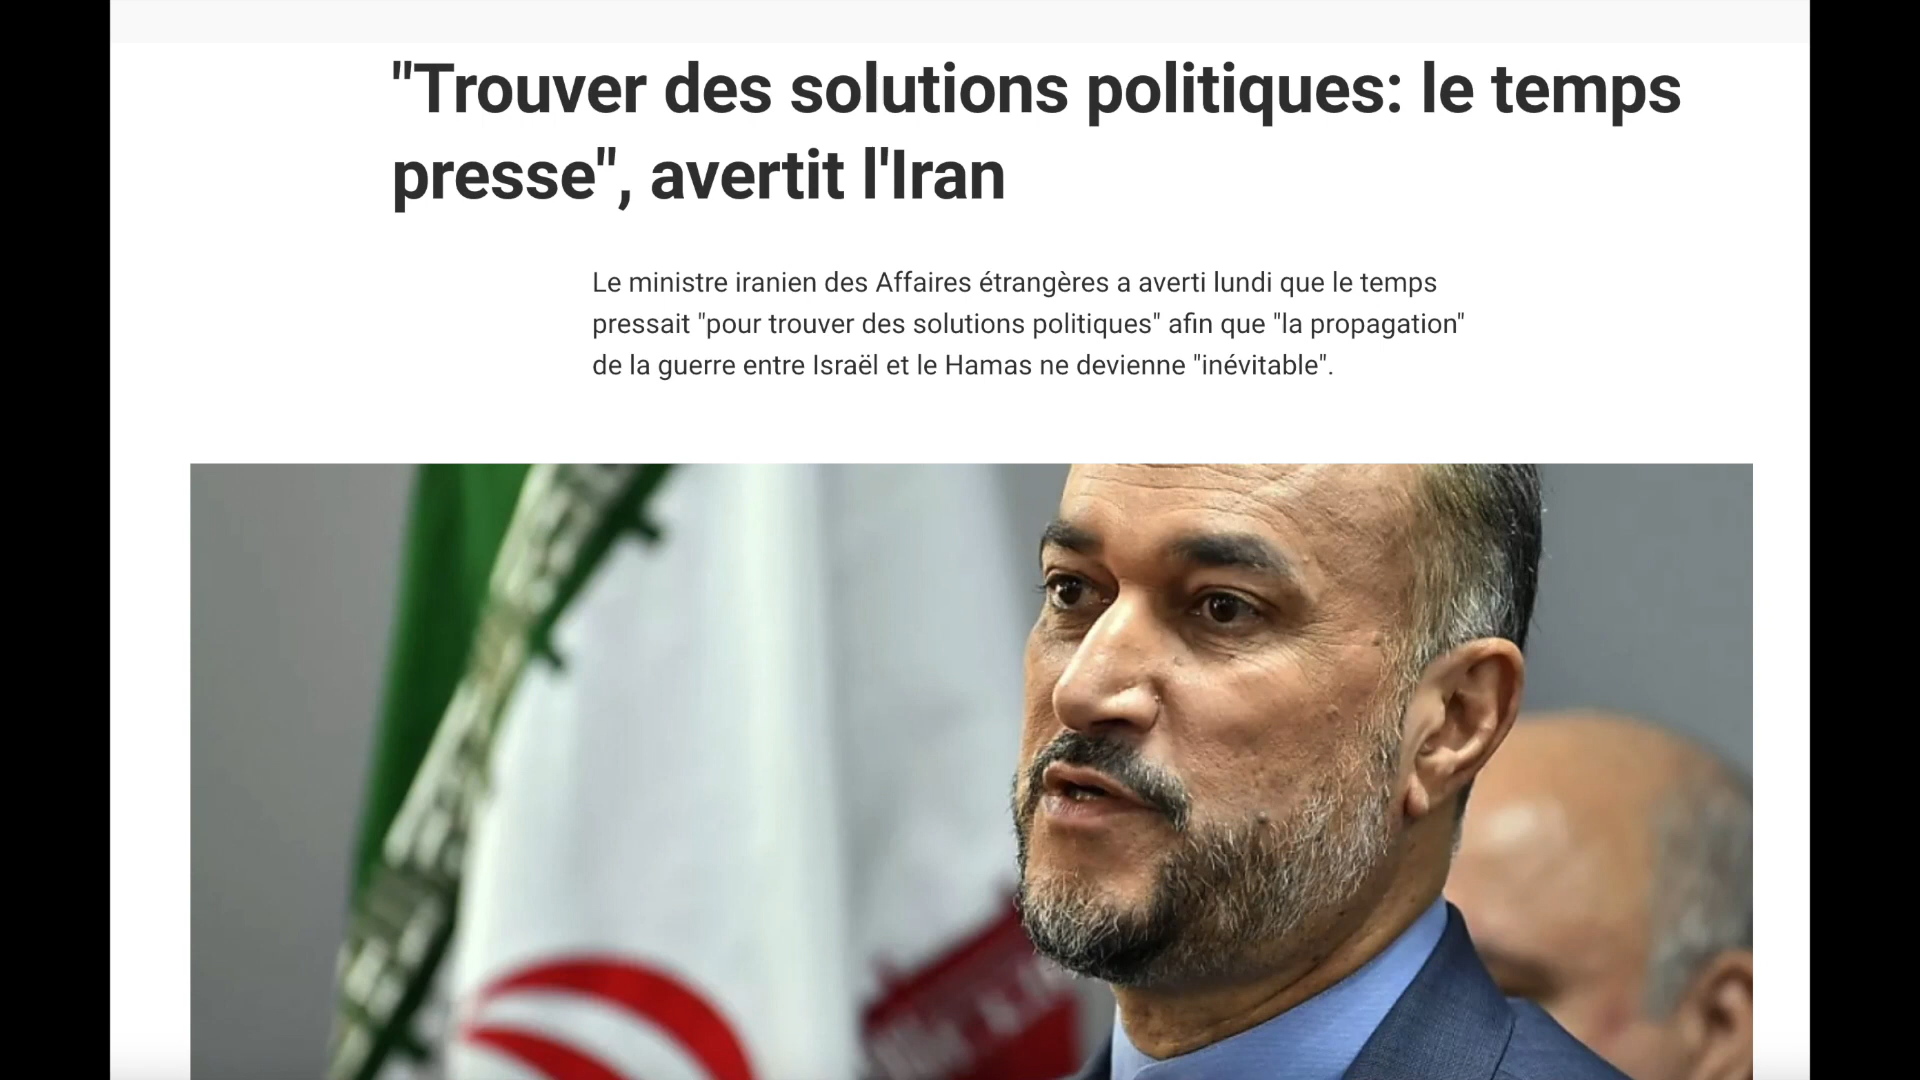 "Trouver des solutions politiques: le temps
presse", avertit l'Iran
Le ministre iranien des Affaires étrangères a averti lundi que le temps
pressait "pour trouver des solutions politiques" afin que "la propagation"
de la guerre entre Israël et le Hamas ne devienne "inévitable".